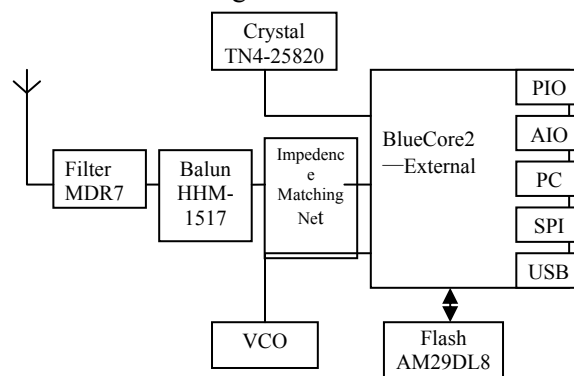 Crystal
TN4-25820
Filter
MDR7
Balun
HHM-
1517
Impedenc
e
Matching
Net
BlueCore2
—External
PIO
AIO
PC
SPI
USB
VCO
Flash
AM29DL8